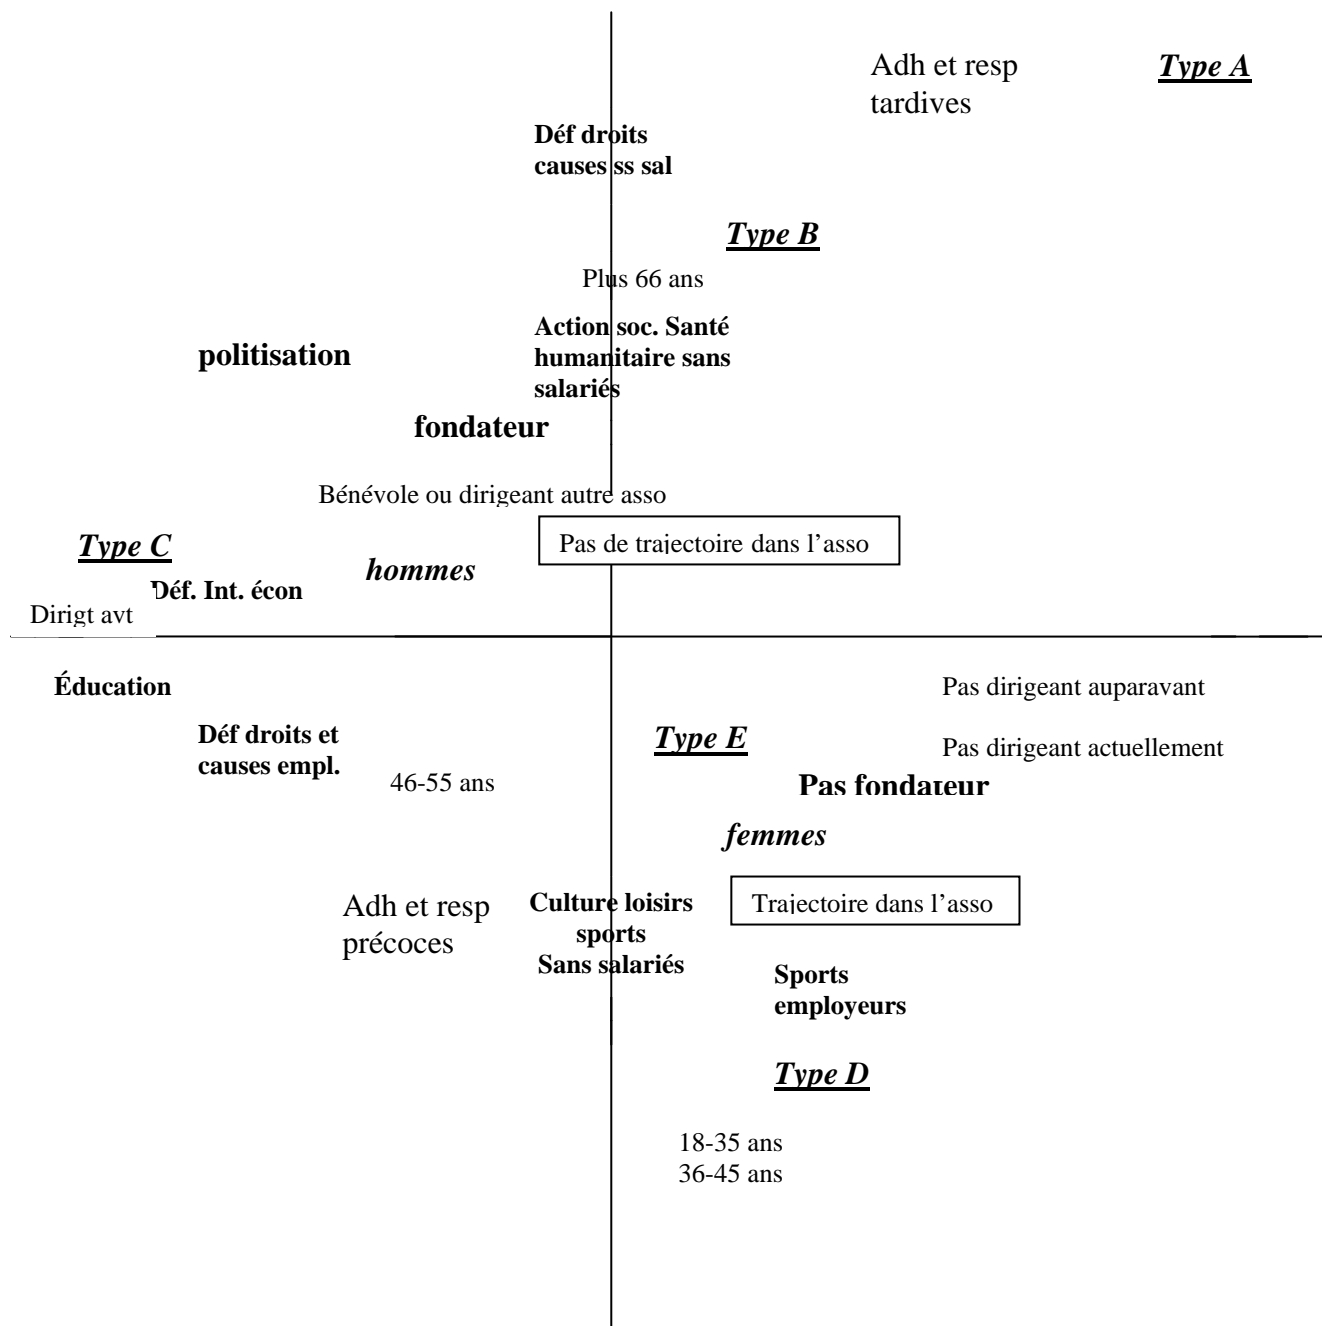 Adh et resp
tardives
Type A
Déf droits
causes ss sal
Type B
Plus 66 ans
Action soc. Santé
humanitaire sans
salariés
politisation
fondateur
Bénévole ou dirigeant autre asso
Pas de trajectoire dans l’asso
Type C
hommes
Déf. Int. écon
Dirigt avt
Éducation
Pas dirigeant auparavant
Déf droits et
causes empl.
Type E
Pas dirigeant actuellement
46-55 ans
Pas fondateur
femmes
Adh et resp
précoces
Culture loisirs
sports
Sans salariés
Trajectoire dans l’asso
Sports
employeurs
Type D
18-35 ans
36-45 ans